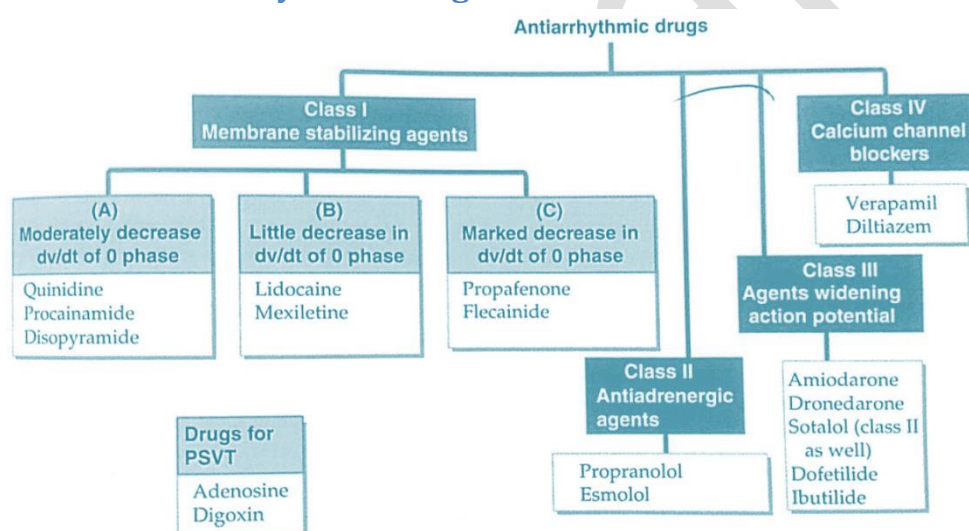 Antiarrhythmic drugs
Class I
Membrane stabilizing agents
(A)
Moderately decrease
dv/dt of 0 phase
Quinidine
Procainamide
Disopyramide
(B)
Little decrease in
dv/dt of 0 phase
Lidocaine
Mexiletine
(C)
Marked decrease in
dv/dt of 0 phase
Propafenone
Flecainide
Class II
Antiadrenergic
agents
Propranolol
Esmolol
Class III
Agents widening
action potential
Amiodarone
Dronedarone
Sotalol (class II
as well)
Dofetilide
Ibutilide
Class IV
Calcium channel
blockers
Verapamil
Diltiazem
Drugs for
PSVT
Adenosine
Digoxin